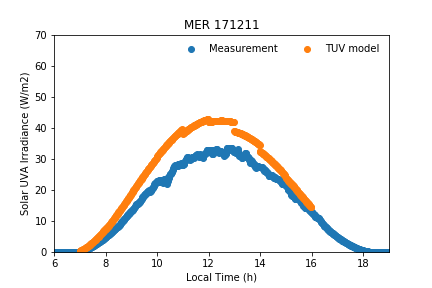 MER 171211
Measurement TUV model
70
60
50
40
30
20
10
0
Solar UVA Irradiance (W/m2)
6 8 10 12 14 16 18
Local Time (h)